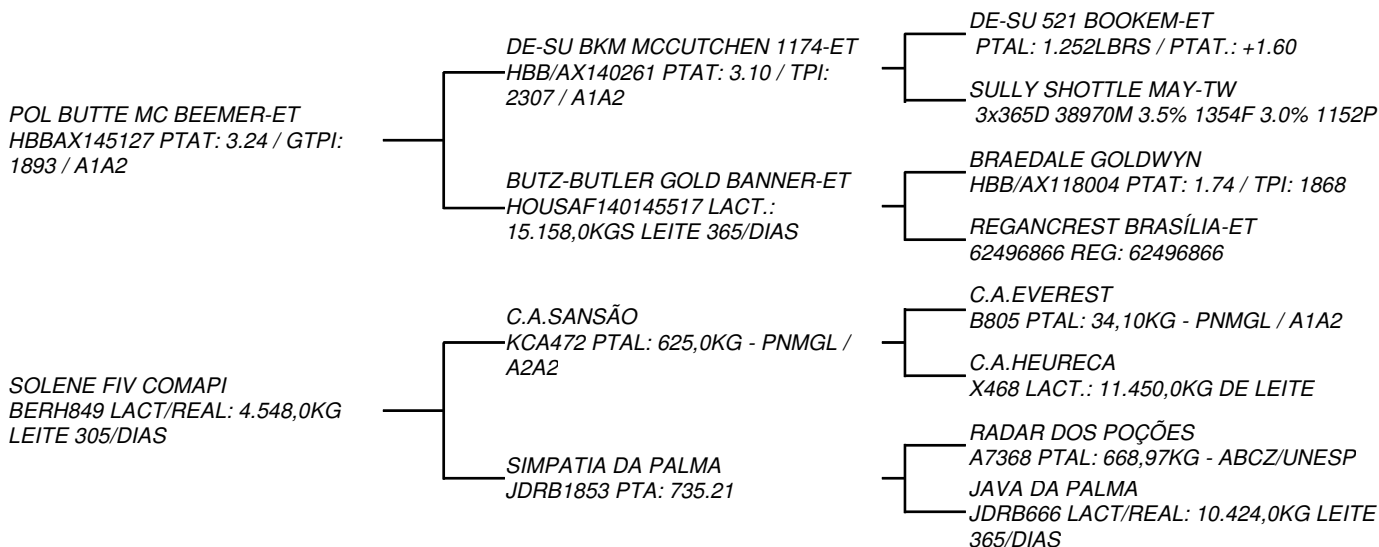 POL BUTTE MC BEEMER-ET
HBBAX145127 PTAT: 3.24 / GTPI:
1893 / A1A2
SOLENE FIV COMAPI
BERH849 LACT/REAL: 4.548,0KG
LEITE 305/DIAS
DE-SU BKM MCCUTCHEN 1174-ET
HBB/AX140261 PTAT: 3.10 / TPI:
2307 / A1A2
BUTZ-BUTLER GOLD BANNER-ET
HOUSAF140145517 LACT.:
15.158,0KGS LEITE 365/DIAS
C.A.SANSÃO
KCA472 PTAL: 625,0KG - PNMGL /
A2A2
SIMPATIA DA PALMA
JDRB1853 PTA: 735.21
DE-SU 521 BOOKEM-ET
PTAL: 1.252LBRS / PTAT.: +1.60
SULLY SHOTTLE MAY-TW
3x365D 38970M 3.5% 1354F 3.0% 1152P
BRAEDALE GOLDWYN
HBB/AX118004 PTAT: 1.74 / TPI: 1868
REGANCREST BRASÍLIA-ET
62496866 REG: 62496866
C.A.EVEREST
B805 PTAL: 34,10KG - PNMGL / A1A2
C.A.HEURECA
X468 LACT.: 11.450,0KG DE LEITE
RADAR DOS POÇÕES
A7368 PTAL: 668,97KG - ABCZ/UNESP
JAVA DA PALMA
JDRB666 LACT/REAL: 10.424,0KG LEITE
365/DIAS